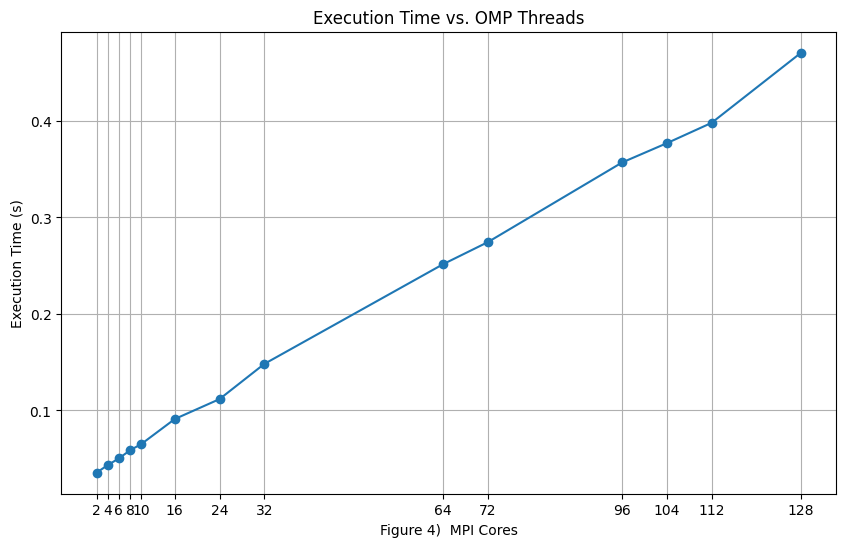 Execution Time vs. OMP Threads
Execution Time (s)
0.4
0.3
0.2
0.1
2 4 6 8 10 16 24 32 64 72 96 104 112 128
Figure 4)  MPI Cores